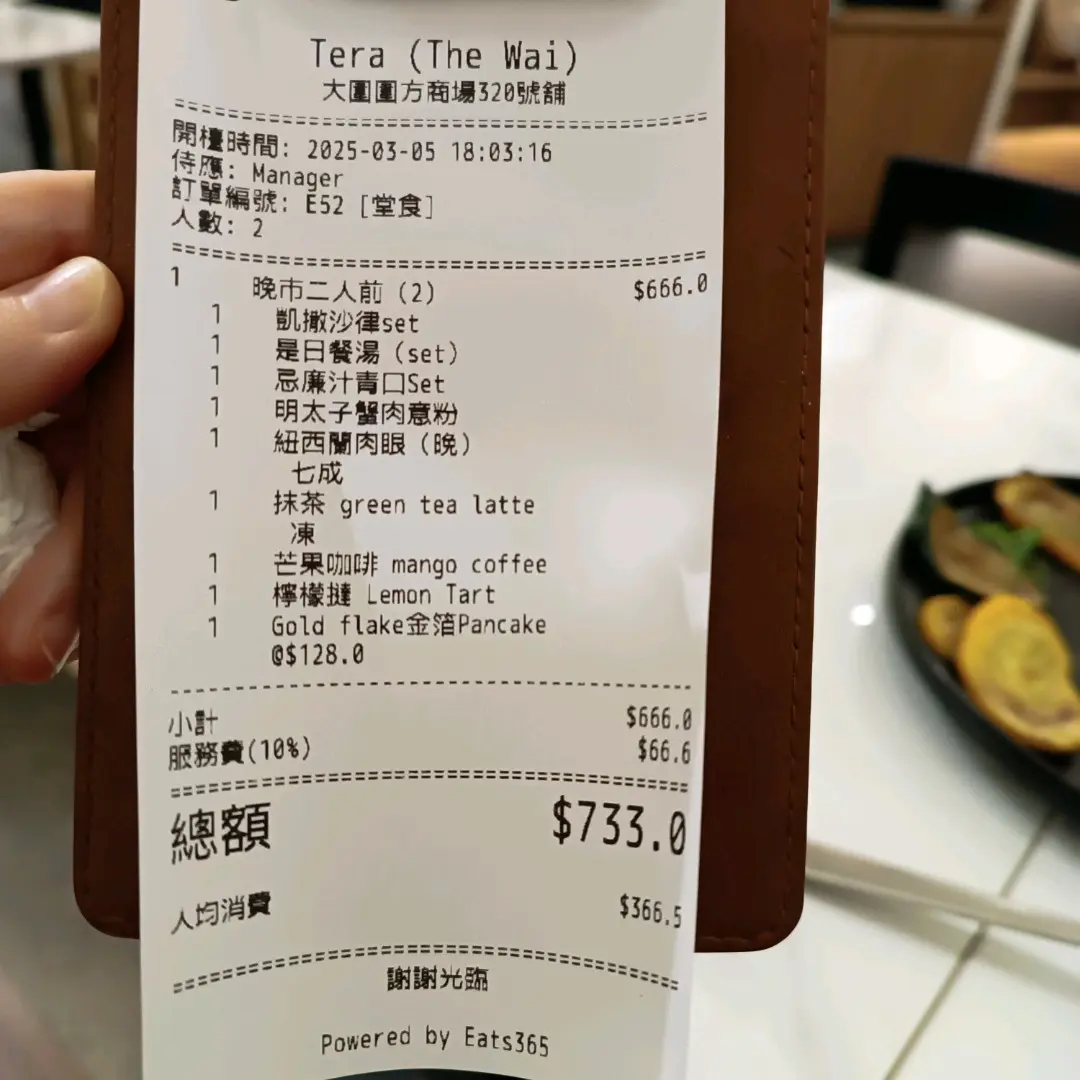 Tera (The Wai)
大圍圍方商場320號舖
開檯時間: 2025-03-05 18:03:16
侍應: Manager
訂單編號: E52 [堂食]
人數: 2
1 晚市二人前 (2) $666.0
1 凱撒沙律set
1 是日餐湯 (set)
1 忌廉汁青口Set
1 明太子蟹肉意粉
1 紐西蘭肉眼 (晚)
七成
1 抹茶 green tea latte
凍
1 芒果咖啡 mango coffee
1 檸檬撻 Lemon Tart
1 Gold flake金箔Pancake
@$128.0
小計 $666.0
服務費(10%) $66.6
總額 $733.0
人均消費 $366.5
謝謝光臨
Powered by Eats365